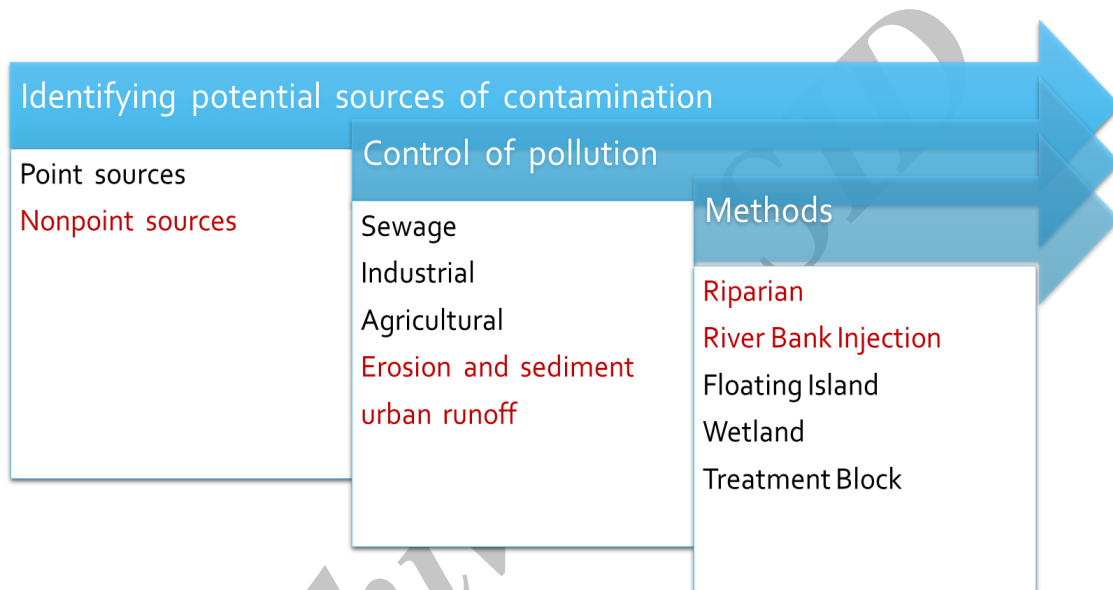 Identifying potential sources of contamination
Point sources
Nonpoint sources
Control of pollution
Sewage
Industrial
Agricultural
Erosion and sediment
urban runoff
Methods
Riparian
River Bank Injection
Floating Island
Wetland
Treatment Block